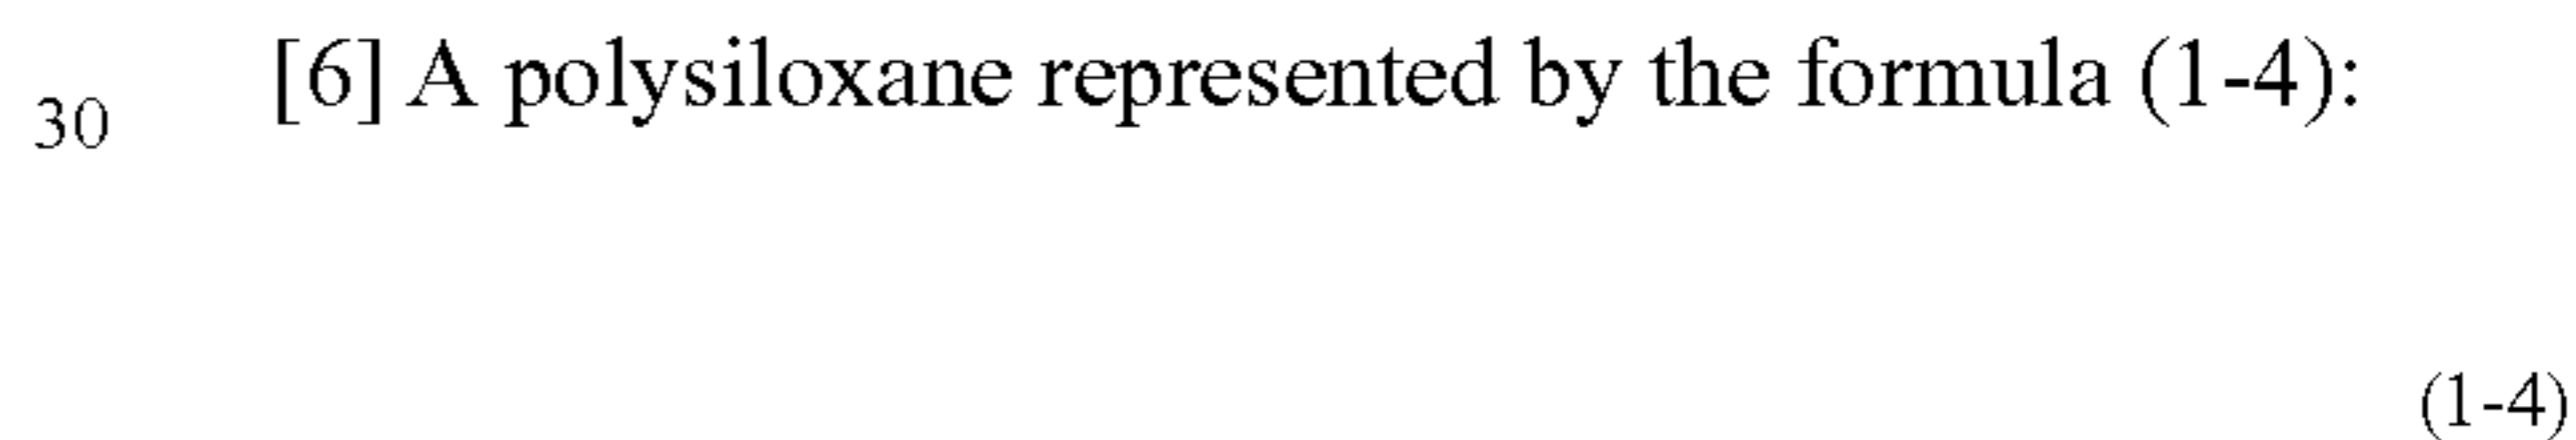 30 [6] A polysiloxane represented by the formula (1-4):
(1-4)